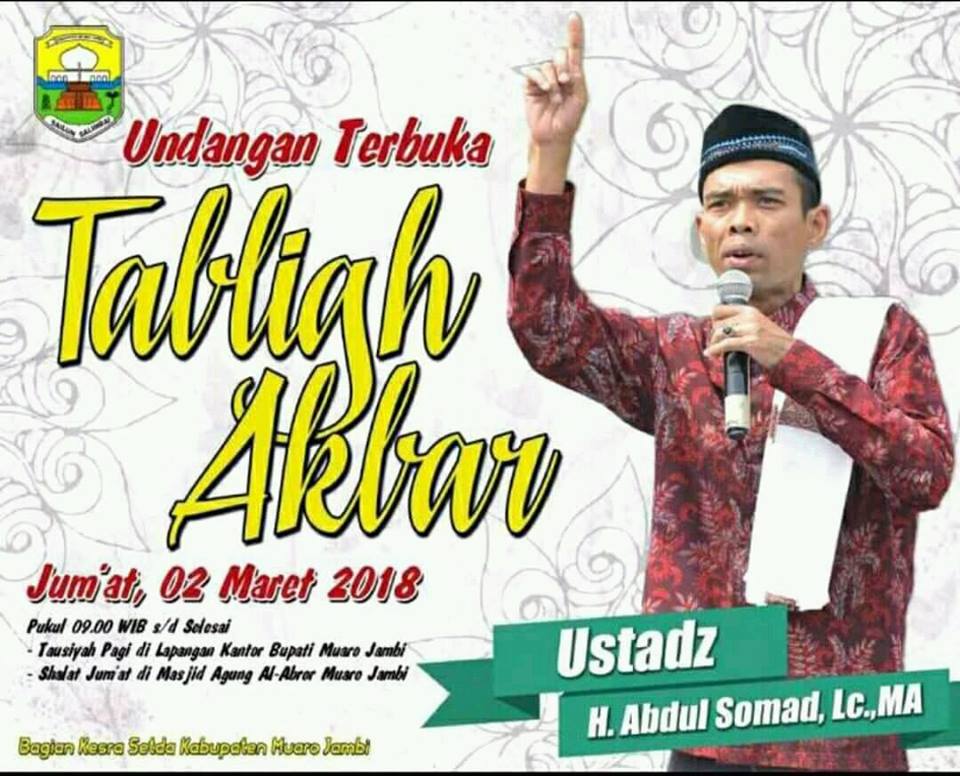 Undangan Terbuka
Tabligh
Akbar
Jum'at, 02 Maret 2018
Pukul 09.00 WIB s/d Selesai
- Tausiyah Pagi di Lapangan Kantor Bupati Muaro Jambi
- Shalat Jum'at di Masjid Agung Al-Abror Muaro Jambi
Ustadz
H. Abdul Somad, Lc.,MA
Bagian Kesra Setda Kabupaten Muaro Jambi